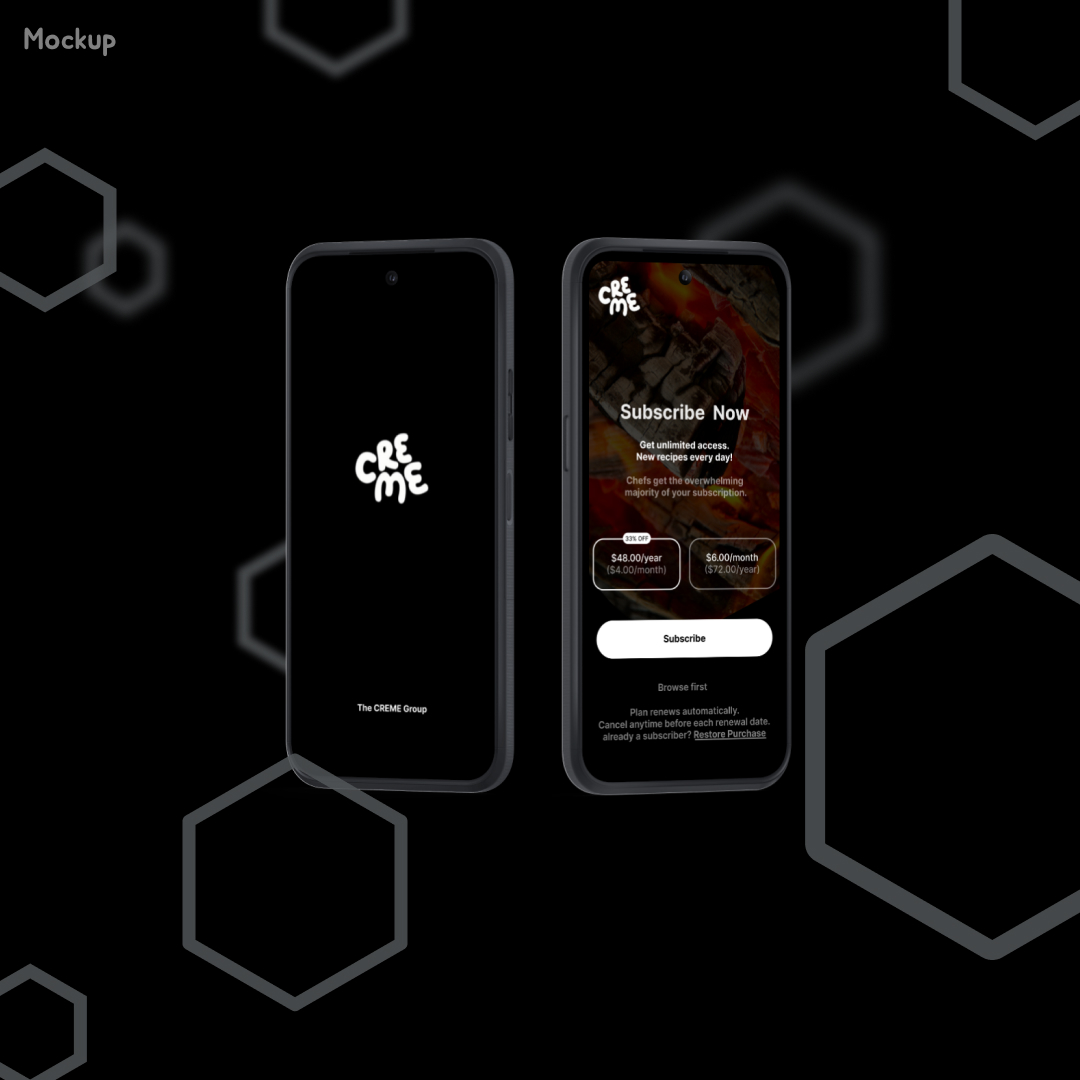 Mockup
CRE
ME
The CREME Group
CRE
ME
Subscribe Now
Get unlimited access.
New recipes every day!
Chefs get the overwhelming
majority of your subscription.
33% OFF
$48.00/year
($4.00/month)
$6.00/month
($72.00/year)
Subscribe
Browse first
Plan renews automatically.
Cancel anytime before each renewal date.
already a subscriber? Restore Purchase